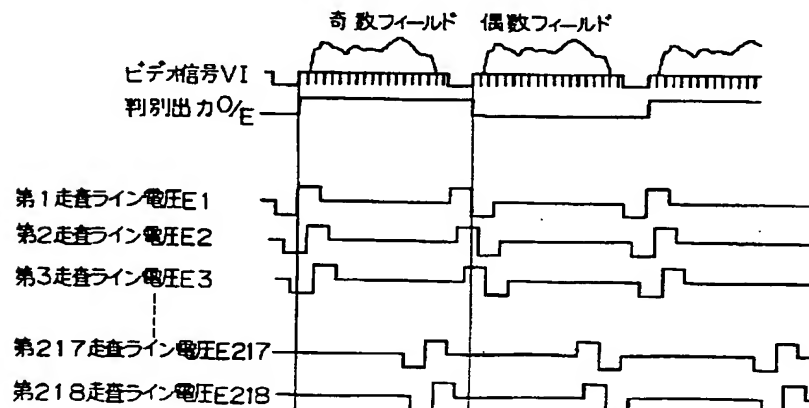 奇数フィールド 偶数フィールド
ビデオ信号VI
判別出力O/E
第1走査ライン電圧E1
第2走査ライン電圧E2
第3走査ライン電圧E3
第217走査ライン電圧E217
第218走査ライン電圧E218